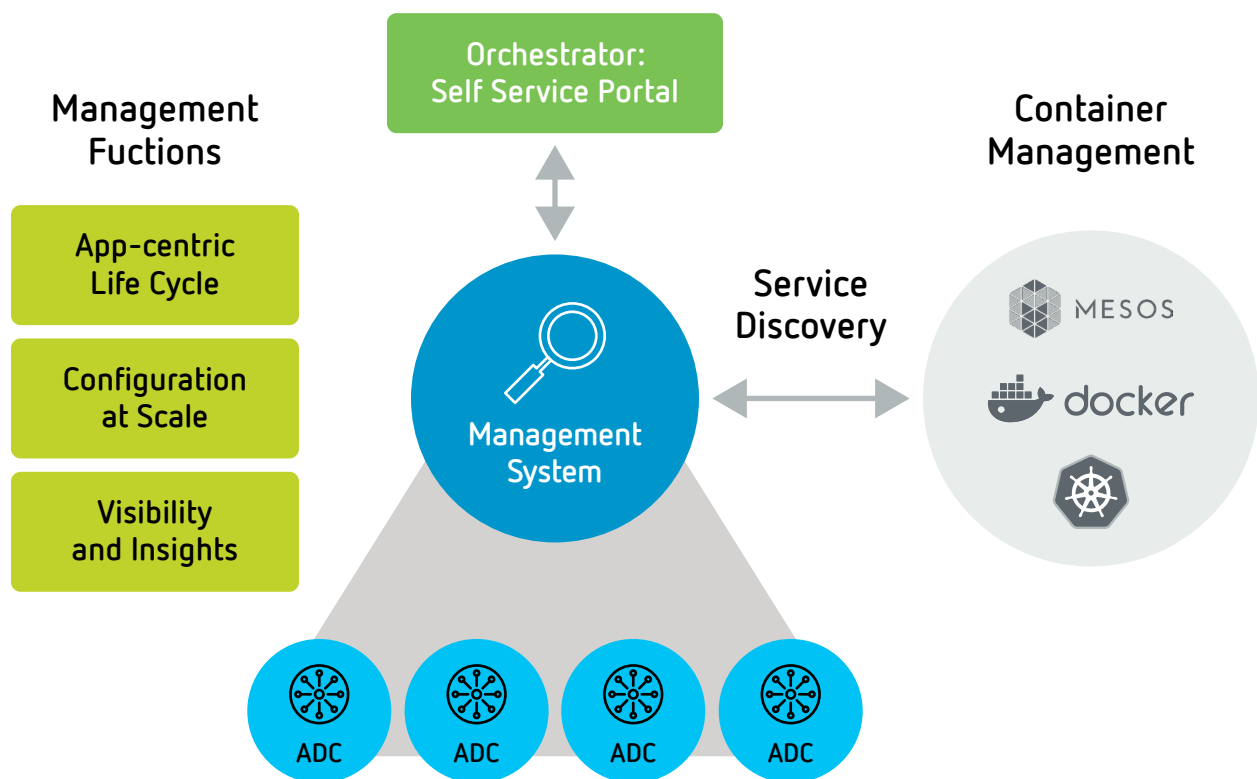 Orchestrator:
Self Service Portal
Management
Fuctions
App-centric
Life Cycle
Configuration
at Scale
Visibility
and Insights
Management
System
Service
Discovery
Container
Management
MESOS
docker
ADC
ADC
ADC
ADC